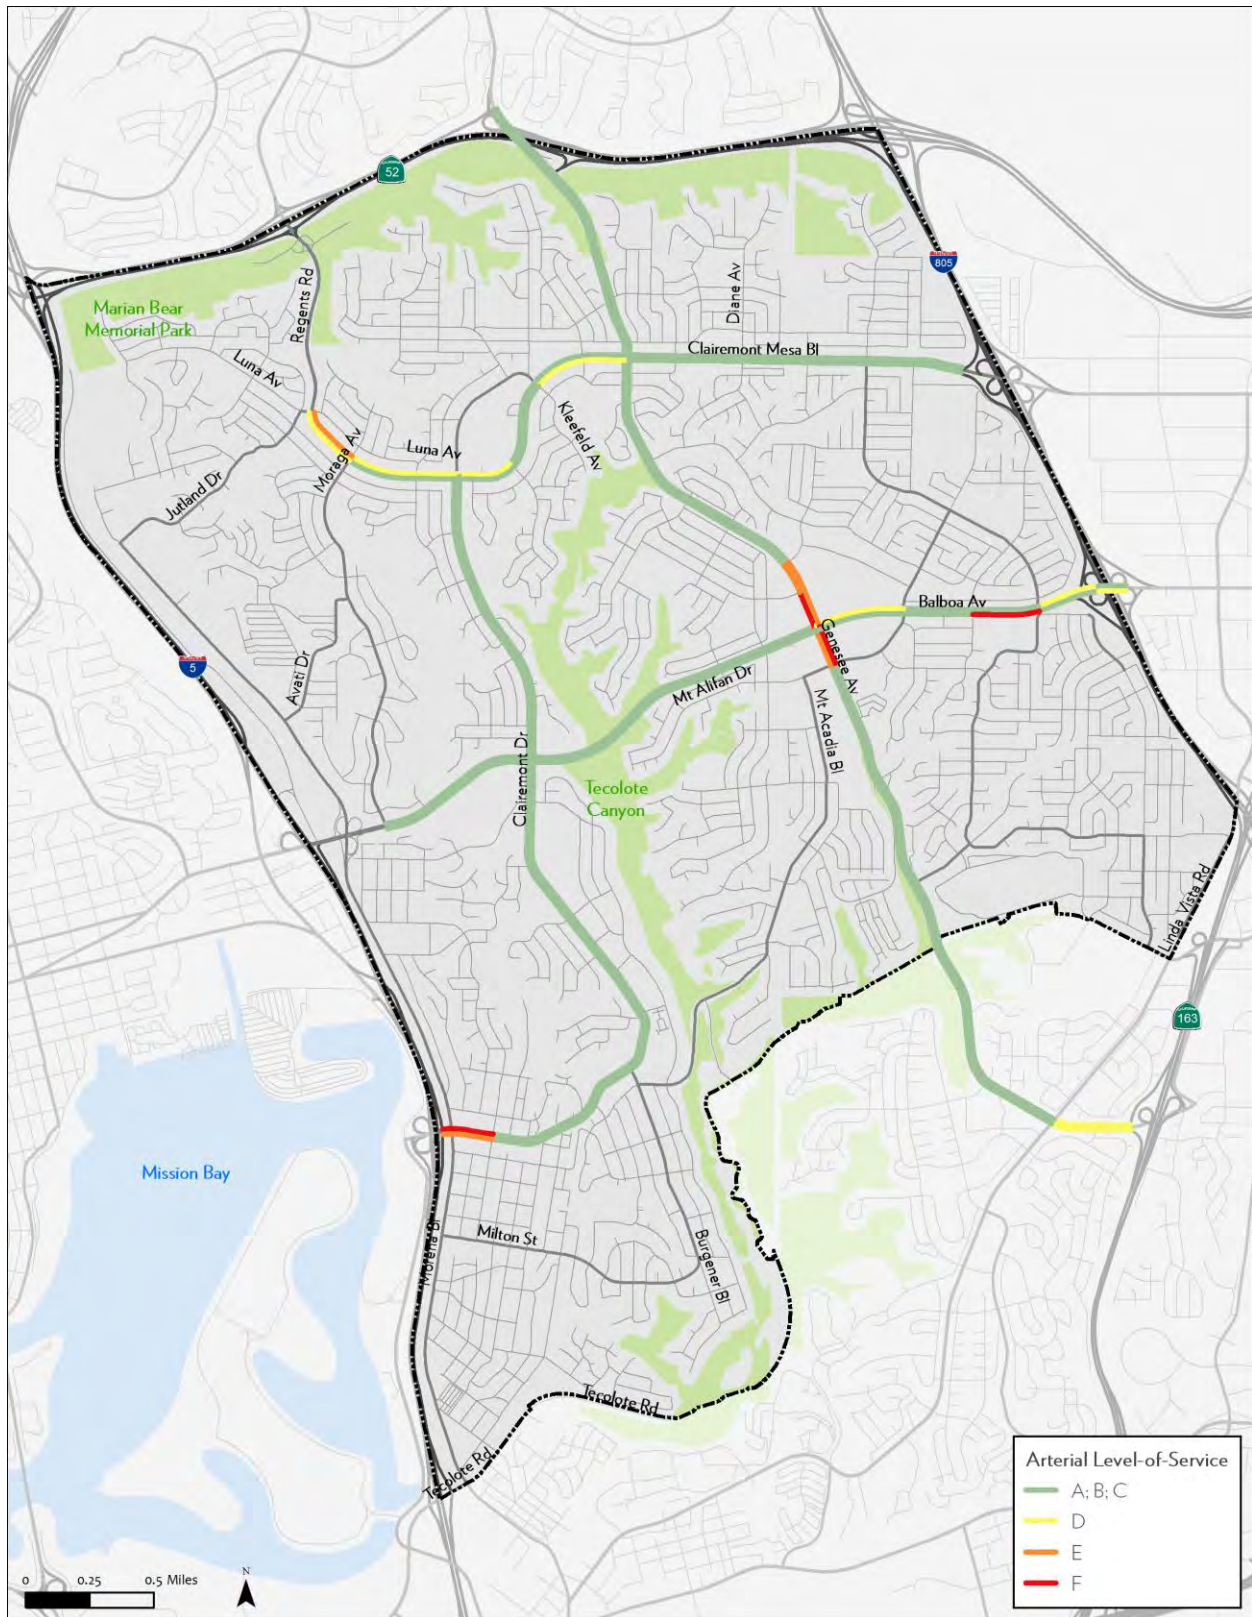 52
805
Marian Bear
Memorial Park
Regents Rd
Diane Av
Clairemont Mesa Bl
Luna Av
Kleefeld Av
Luna Av
Moraga Av
Jutland Dr
Balboa Av
Genesee Av
5
Avati Dr
Mt Alifan Dr
Mt Acadia Bl
Clairemont Dr
Tecolote
Canyon
Linda Vista Rd
163
Mission Bay
Milton St
Morena Bl
Burgener Bl
Tecolote Rd
Tecolote Rd
Arterial Level-of-Service
A; B; C
D
E
F
0 0.25 0.5 Miles
N